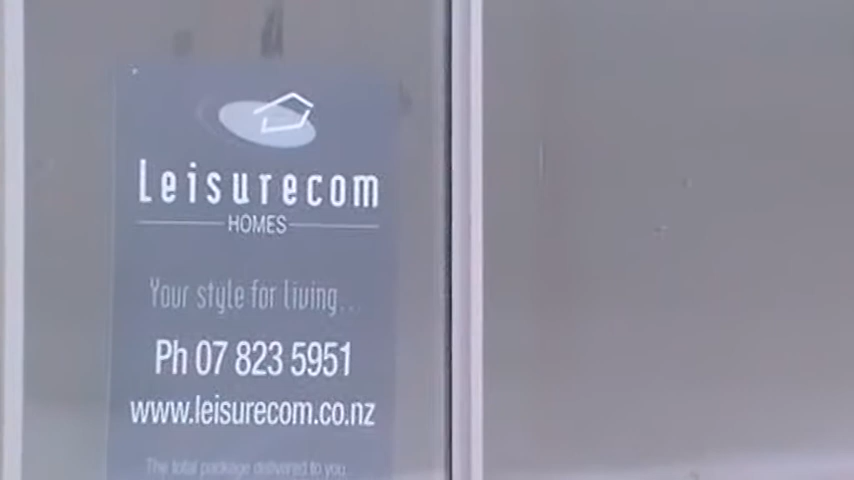 Leisurecom
HOMES
Your style for living...
Ph 07 823 5951
www.leisurecom.co.nz
The total package delivered to you